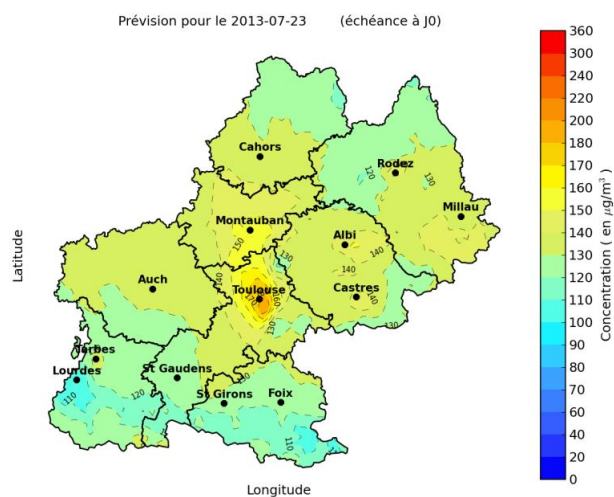 Prévision pour le 2013-07-23 (échéance à J0)
360
300
240
220
200
190
180
170
160
150
140
130
120
110
100
90
80
70
60
50
40
20
0
Concentration ( en µg/m³ )
Latitude
Longitude
Cahors
Rodez
120
130
Millau
Montauban
150
Albi
140
130
140
140
Auch
140
Toulouse
160
Castres
140
130
130
Tarbes
Lourdes
110
St Gaudens
120
130
St Girons
Foix
110